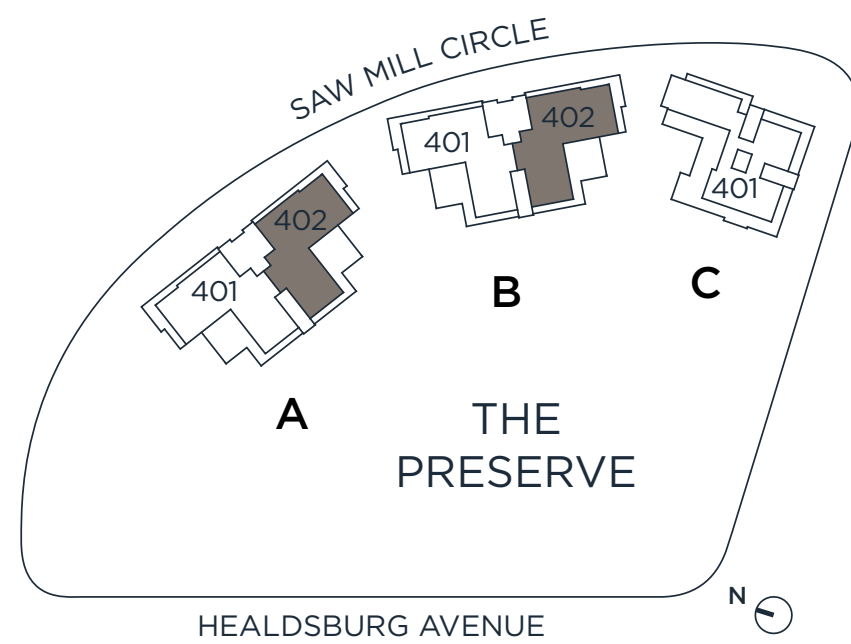 SAW MILL CIRCLE
402
401
402
401
401
B
C
A
THE
PRESERVE
N
HEALDSBURG AVENUE